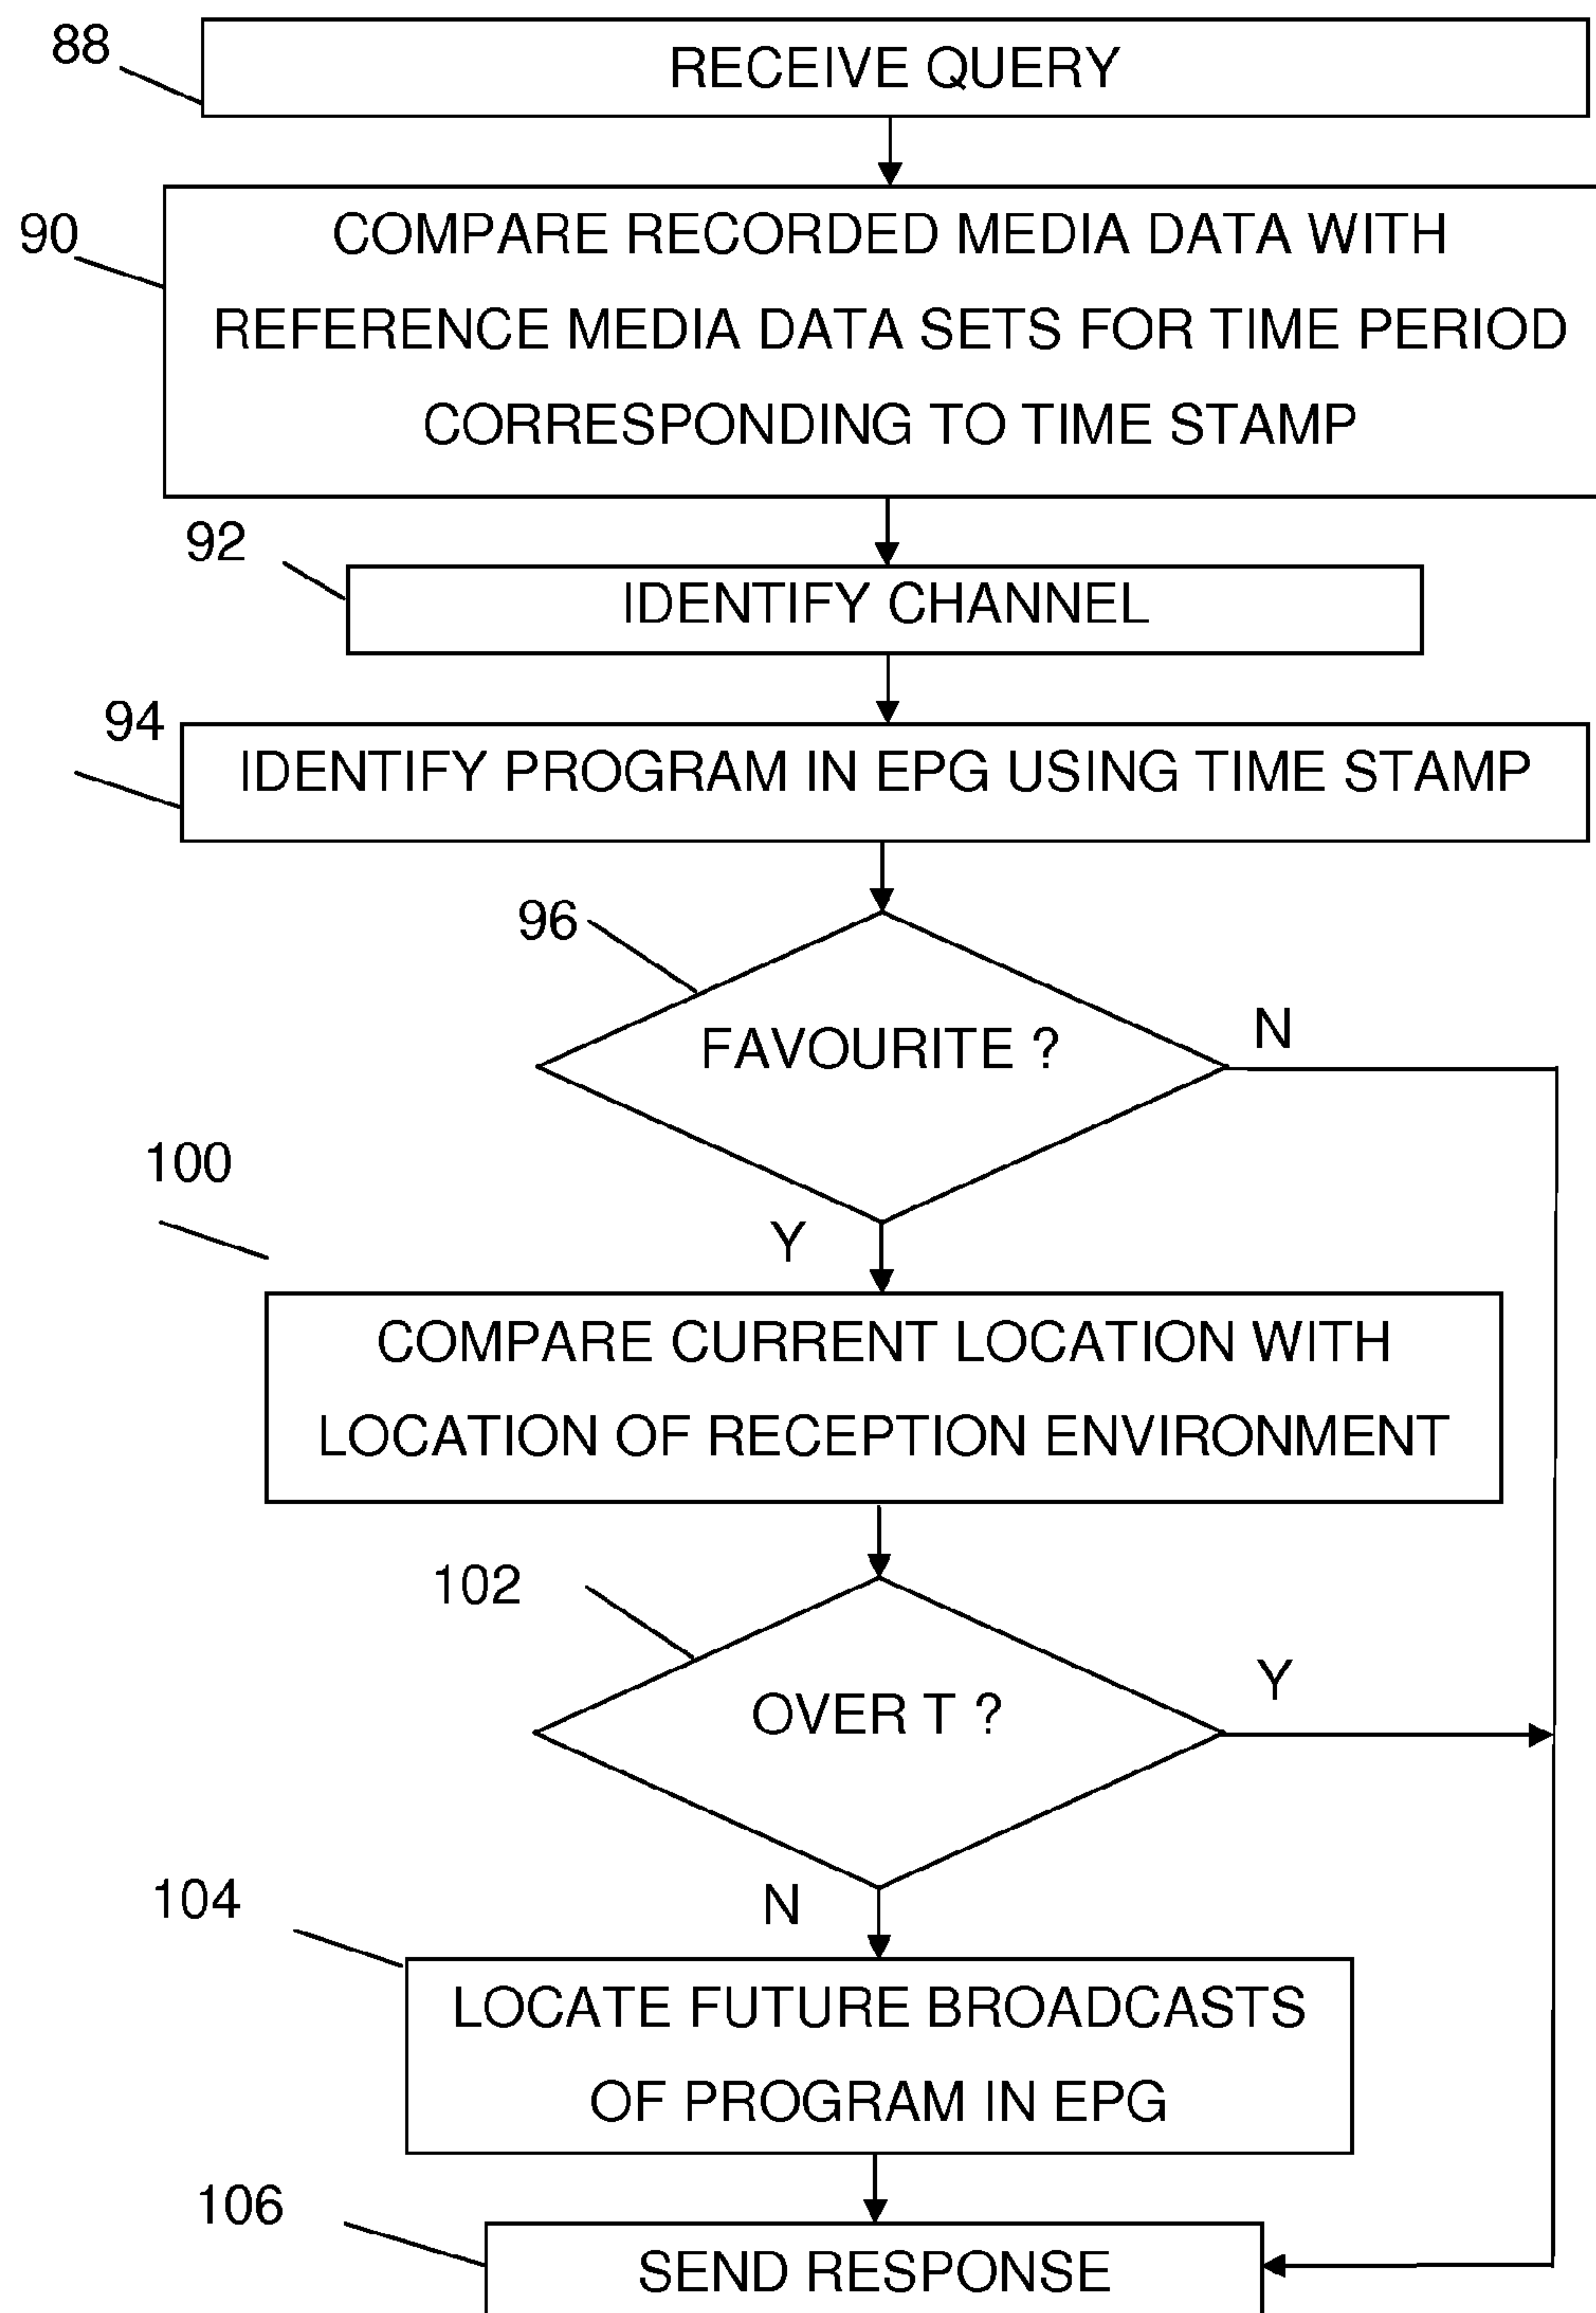 88
RECEIVE QUERY
90
COMPARE RECORDED MEDIA DATA WITH
REFERENCE MEDIA DATA SETS FOR TIME PERIOD
CORRESPONDING TO TIME STAMP
92
IDENTIFY CHANNEL
94
IDENTIFY PROGRAM IN EPG USING TIME STAMP
96
FAVOURITE ?
N
100
Y
COMPARE CURRENT LOCATION WITH
LOCATION OF RECEPTION ENVIRONMENT
102
OVER T ?
Y
104
N
LOCATE FUTURE BROADCASTS
OF PROGRAM IN EPG
106
SEND RESPONSE